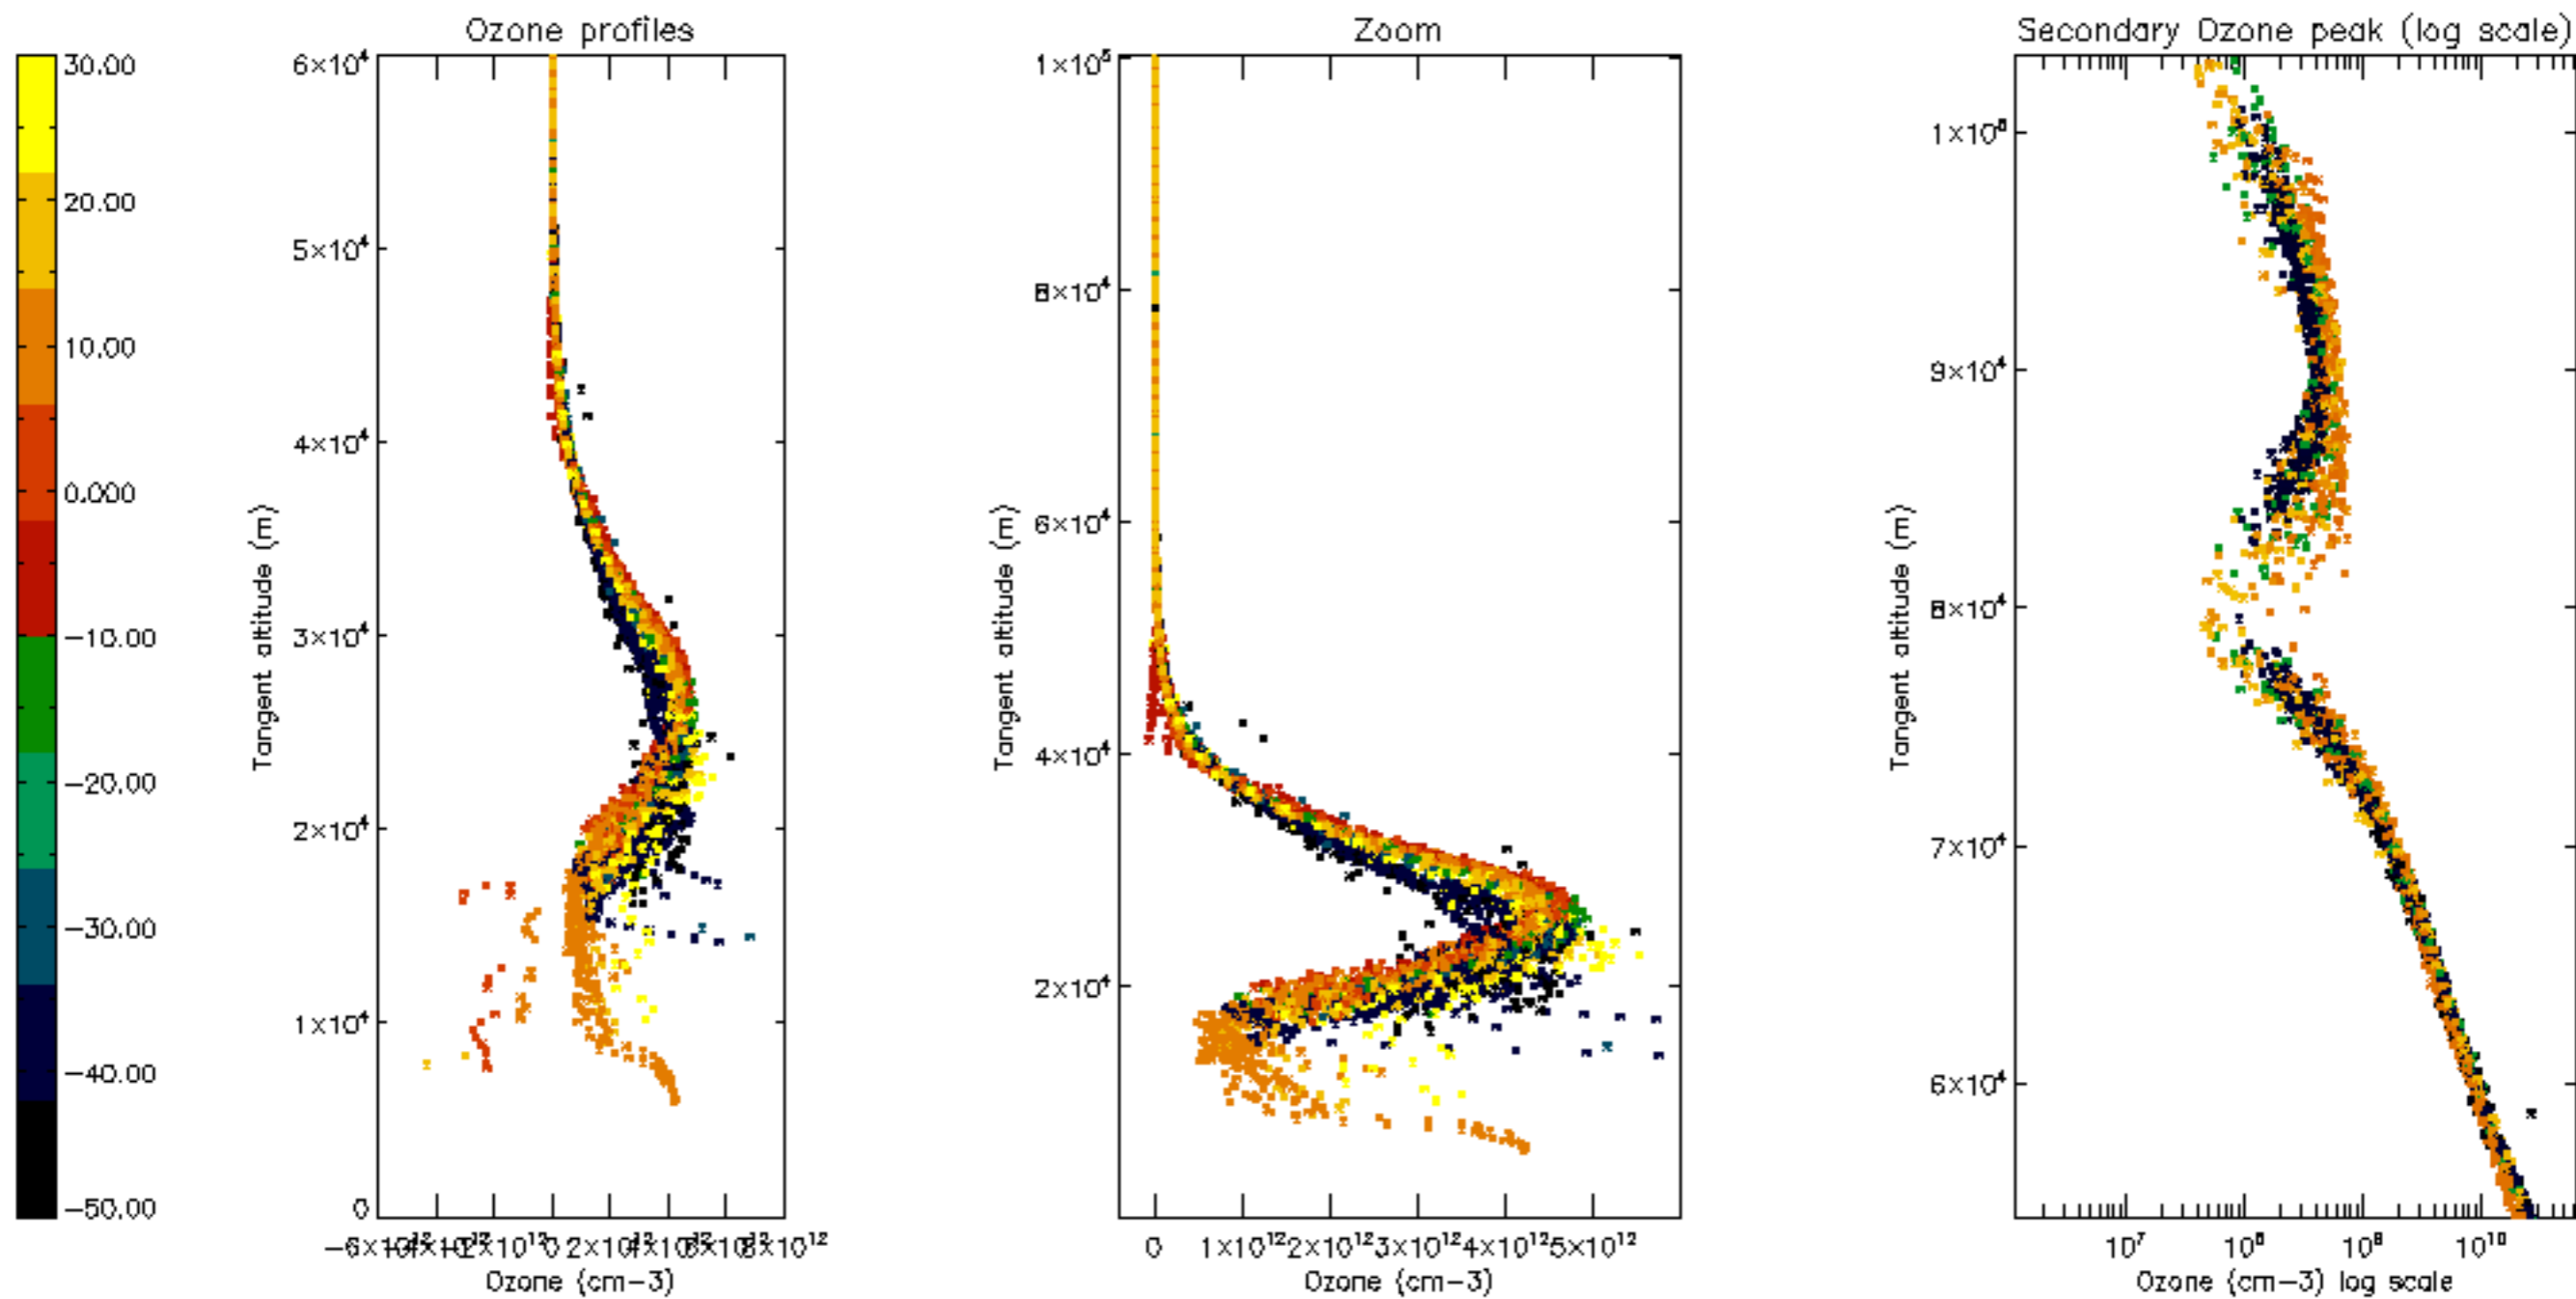 Ozone profiles
Zoom
Secondary Ozone peak (log scale)
30.00
20.00
10.00
0.000
−10.00
−20.00
−30.00
−40.00
−50.00
6×10⁴
5×10⁴
4×10⁴
3×10⁴
2×10⁴
1×10⁴
0
Tangent altitude (m)
0
8×10¹²
Ozone (cm−3)
1×10⁵
8×10⁴
6×10⁴
4×10⁴
2×10⁴
Tangent altitude (m)
0 1×10¹² 2×10¹² 3×10¹² 4×10¹² 5×10¹²
Ozone (cm−3)
9×10⁴
8×10⁴
7×10⁴
6×10⁴
Tangent altitude (m)
10⁷ 10⁸ 10⁹ 10¹⁰
Ozone (cm−3) log scale